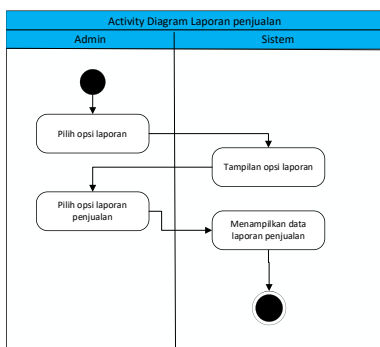 Activity Diagram Laporan penjualan
Admin
Sistem
Pilih opsi laporan
Tampilan opsi laporan
Pilih opsi laporan
penjualan
Menampilkan data
laporan penjualan